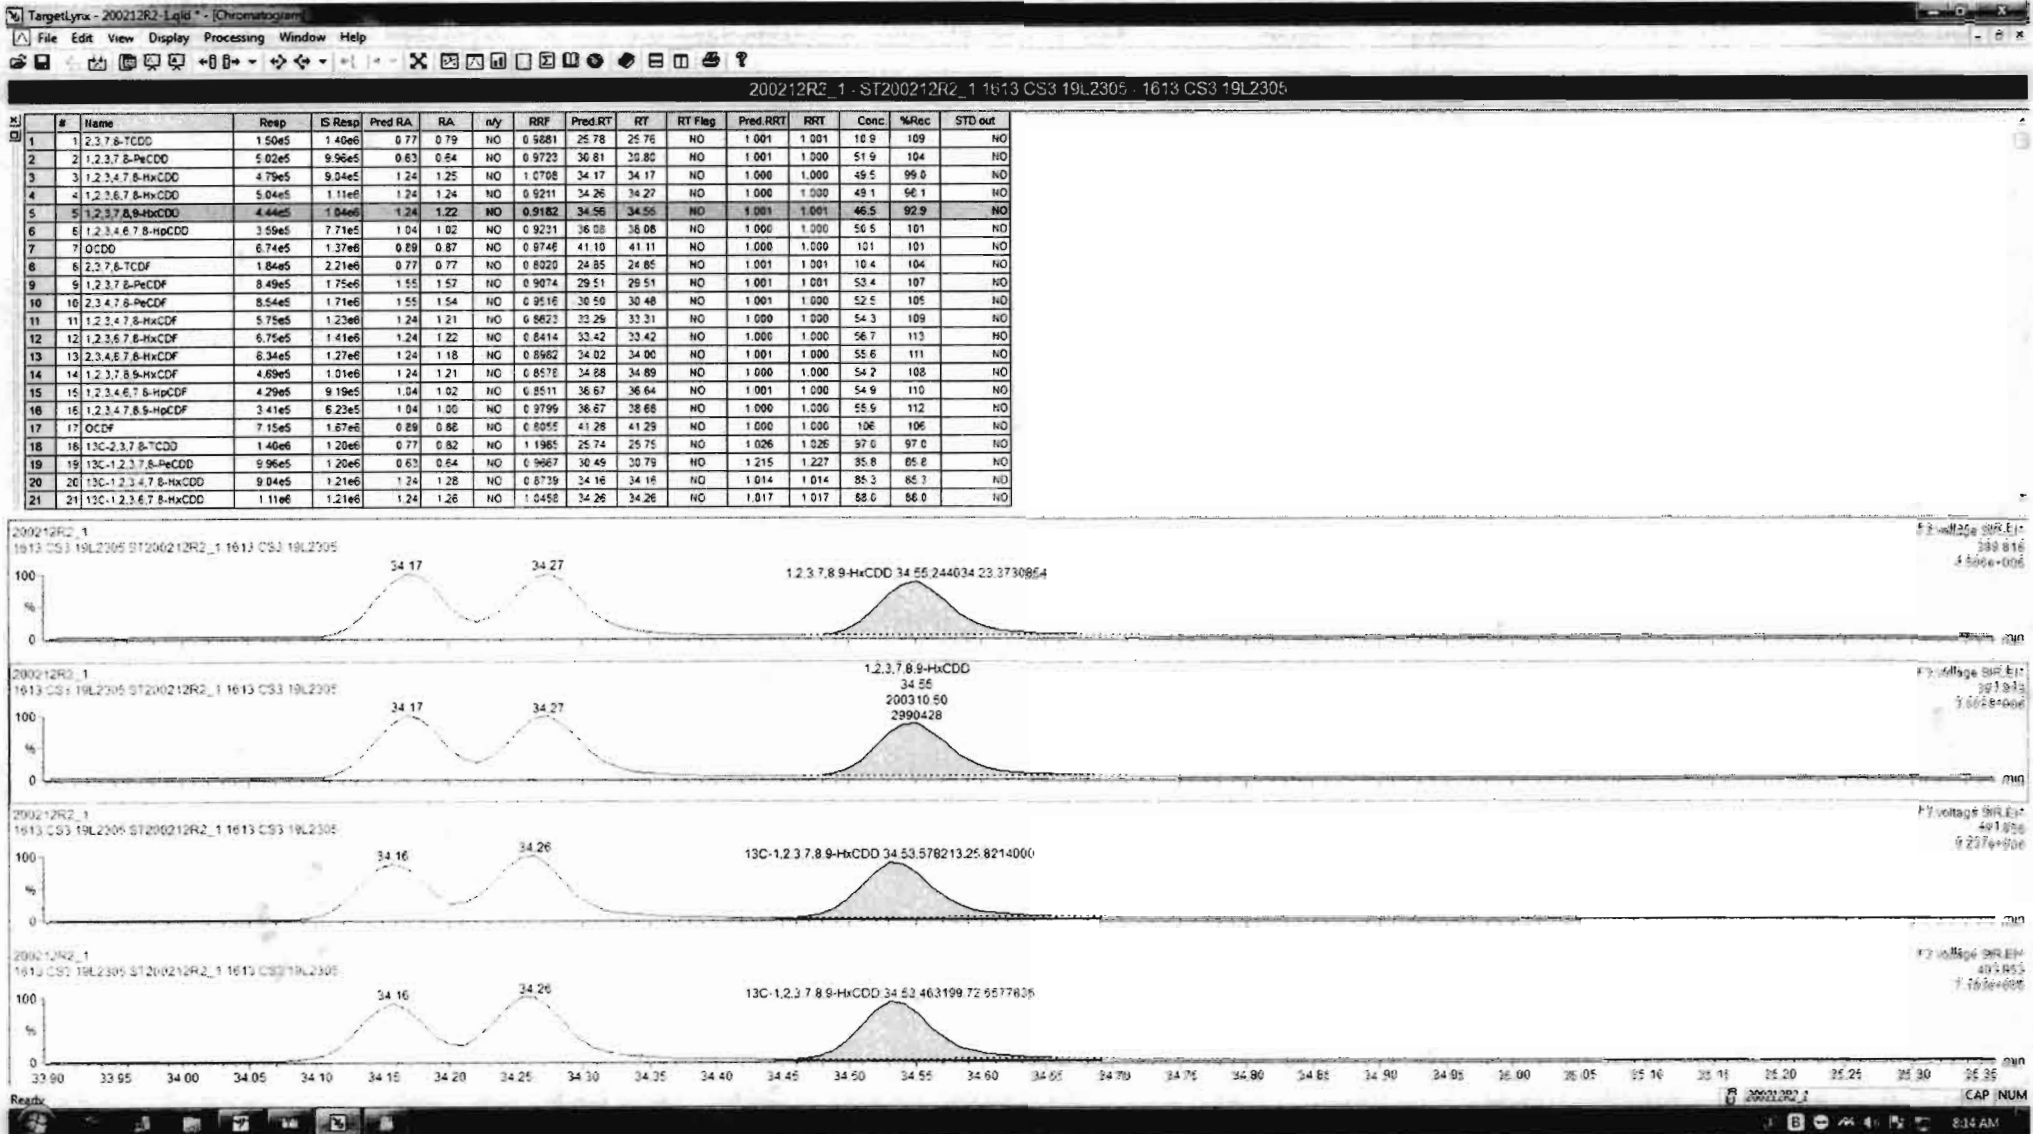 TargetLynx - 200212R2-1.qld * - [Chromatogram]
File Edit View Display Processing Window Help
200212R2_1 - ST200212R2_1 1613 CS3 19L2305 - 1613 CS3 19L2305
# Name Resp IS Resp Pred RA RA n/y RRF Pred.RT RT RT Flag Pred.RRT RRT Conc %Rec STD out
1 1 2,3,7,8-TCDD 1.50e5 1.40e6 0.77 0.79 NO 0.9881 25.78 25.76 NO 1.001 1.001 10.9 109 NO
2 2 1,2,3,7,8-PeCDD 5.02e5 9.96e5 0.63 0.64 NO 0.9723 30.81 30.80 NO 1.001 1.000 51.9 104 NO
3 3 1,2,3,4,7,8-HxCDD 4.79e5 9.04e5 1.24 1.25 NO 1.0708 34.17 34.17 NO 1.000 1.000 49.5 99.0 NO
4 4 1,2,3,6,7,8-HxCDD 5.04e5 1.11e6 1.24 1.24 NO 0.9211 34.26 34.27 NO 1.000 1.000 49.1 98.1 NO
5 5 1,2,3,7,8,9-HxCDD 4.44e5 1.04e6 1.24 1.22 NO 0.9182 34.56 34.55 NO 1.001 1.001 46.5 92.9 NO
6 6 1,2,3,4,6,7,8-HpCDD 3.59e5 7.71e5 1.04 1.02 NO 0.9231 38.08 38.08 NO 1.000 1.000 50.5 101 NO
7 7 OCDD 6.74e5 1.37e6 0.89 0.87 NO 0.9746 41.10 41.11 NO 1.000 1.000 101 101 NO
8 8 2,3,7,8-TCDF 1.84e5 2.21e6 0.77 0.77 NO 0.8020 24.85 24.85 NO 1.001 1.001 10.4 104 NO
9 9 1,2,3,7,8-PeCDF 8.49e5 1.75e6 1.55 1.57 NO 0.9074 29.51 29.51 NO 1.001 1.001 53.4 107 NO
10 10 2,3,4,7,8-PeCDF 8.54e5 1.71e6 1.55 1.54 NO 0.9516 30.50 30.48 NO 1.001 1.000 52.5 105 NO
11 11 1,2,3,4,7,8-HxCDF 5.75e5 1.23e6 1.24 1.21 NO 0.8623 33.29 33.31 NO 1.000 1.000 54.3 109 NO
12 12 1,2,3,6,7,8-HxCDF 6.75e5 1.41e6 1.24 1.22 NO 0.8414 33.42 33.42 NO 1.000 1.000 56.7 113 NO
13 13 2,3,4,6,7,8-HxCDF 6.34e5 1.27e6 1.24 1.18 NO 0.8982 34.02 34.00 NO 1.001 1.000 55.6 111 NO
14 14 1,2,3,7,8,9-HxCDF 4.69e5 1.01e6 1.24 1.21 NO 0.8578 34.88 34.89 NO 1.000 1.000 54.2 108 NO
15 15 1,2,3,4,6,7,8-HpCDF 4.29e5 9.19e5 1.04 1.02 NO 0.8511 36.67 36.64 NO 1.001 1.000 54.9 110 NO
16 16 1,2,3,4,7,8,9-HpCDF 3.41e5 6.23e5 1.04 1.00 NO 0.9799 38.67 38.66 NO 1.000 1.000 55.9 112 NO
17 17 OCDF 7.15e5 1.67e6 0.89 0.88 NO 0.8055 41.28 41.29 NO 1.000 1.000 106 106 NO
18 18 13C-2,3,7,8-TCDD 1.40e6 1.20e6 0.77 0.82 NO 1.1965 25.74 25.75 NO 1.026 1.026 97.0 97.0 NO
19 19 13C-1,2,3,7,8-PeCDD 9.96e5 1.20e6 0.63 0.64 NO 0.9667 30.49 30.79 NO 1.215 1.227 85.8 85.8 NO
20 20 13C-1,2,3,4,7,8-HxCDD 9.04e5 1.21e6 1.24 1.28 NO 0.8739 34.16 34.16 NO 1.014 1.014 85.3 85.3 NO
21 21 13C-1,2,3,6,7,8-HxCDD 1.11e6 1.21e6 1.24 1.26 NO 1.0458 34.26 34.26 NO 1.017 1.017 88.0 88.0 NO
200212R2_1
1613 CS3 19L2305 ST200212R2_1 1613 CS3 19L2305
389.816
34.17 34.27 1,2,3,7,8,9-HxCDD 34.55 244034.23 3730854
100
%
0 min
200212R2_1
1613 CS3 19L2305 ST200212R2_1 1613 CS3 19L2305
1,2,3,7,8,9-HxCDD
34.55
200310.50
2990428
34.17 34.27
100
%
0 min
200212R2_1
1613 CS3 19L2305 ST200212R2_1 1613 CS3 19L2305
34.16 34.26 13C-1,2,3,7,8,9-HxCDD 34.53 578213.25 8214000
100
%
0 min
200212R2_1
1613 CS3 19L2305 ST200212R2_1 1613 CS3 19L2305
34.16 34.26 13C-1,2,3,7,8,9-HxCDD 34.53 463199.72
100
%
0 min
33.90 33.95 34.00 34.05 34.10 34.15 34.20 34.25 34.30 34.35 34.40 34.45 34.50 34.55 34.60 34.65 34.70 34.75 34.80 34.85 34.90 34.95 35.00 35.05 35.10 35.15 35.20 35.25 35.30 35.35
Ready 200212R2_1 CAP NUM
8:14 AM